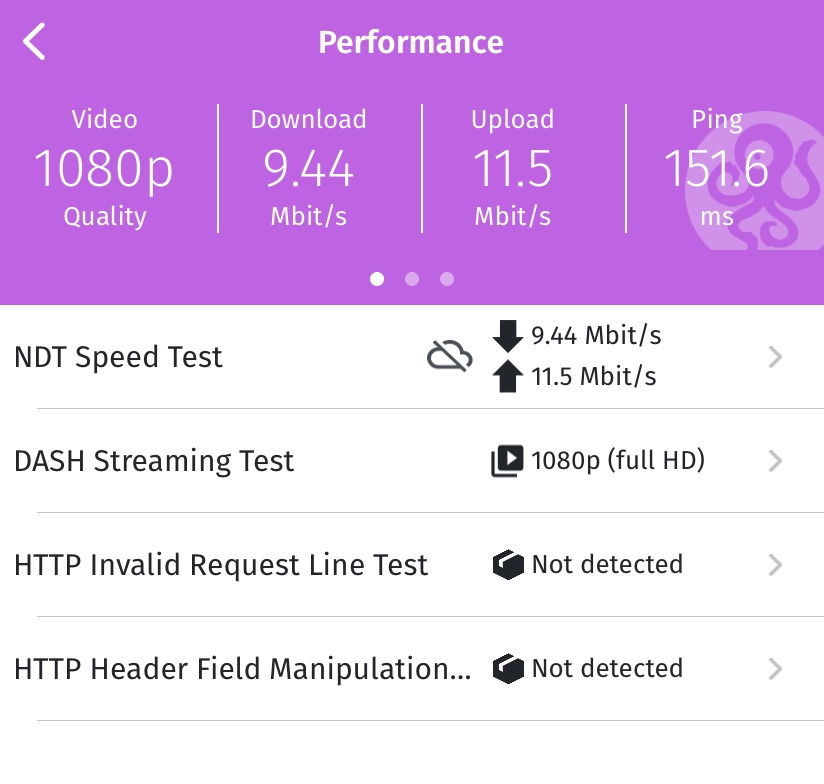 Performance
Video
1080p
Quality
Download
9.44
Mbit/s
Upload
11.5
Mbit/s
Ping
151.6
ms
NDT Speed Test
9.44 Mbit/s
11.5 Mbit/s
DASH Streaming Test
1080p (full HD)
HTTP Invalid Request Line Test
Not detected
HTTP Header Field Manipulation...
Not detected